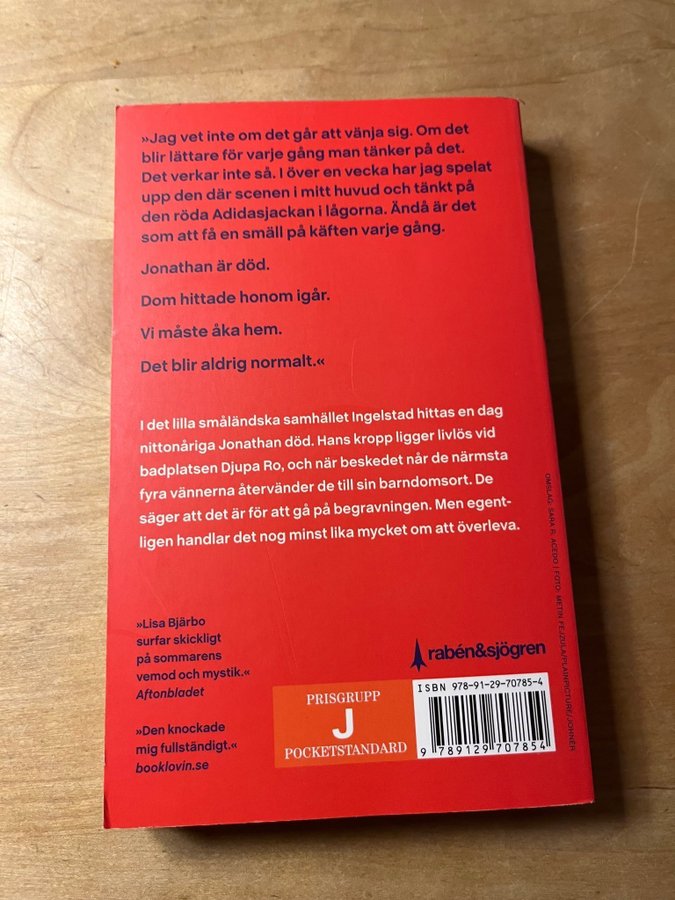 »Jag vet inte om det går att vänja sig. Om det
blir lättare för varje gång man tänker på det.
Det verkar inte så. I över en vecka har jag spelat
upp den där scenen i mitt huvud och tänkt på
den röda Adidasjackan i lågorna. Ändå är det
som att få en smäll på käften varje gång.
Jonathan är död.
Dom hittade honom igår.
Vi måste åka hem.
Det blir aldrig normalt.«
I det lilla småländska samhället Ingelstad hittas en dag
nittonåriga Jonathan död. Hans kropp ligger livlös vid
badplatsen Djupa Ro, och när beskedet når de närmsta
fyra vännerna återvänder de till sin barndomsort. De
säger att det är för att gå på begravningen. Men egent-
ligen handlar det nog minst lika mycket om att överleva.
»Lisa Bjärbo
surfar skickligt
på sommarens
vemod och mystik.«
Aftonbladet
»Den knockade
mig fullständigt.«
booklovin.se
rabén&sjögren
PRISGRUPP
J
POCKETSTANDARD
ISBN 978-91-29-70785-4
9 789129 707854
OMSLAG: SARA R. ACEDO | FOTO: METIN FEJZULA/PLAINPICTURE/JOHNÉR